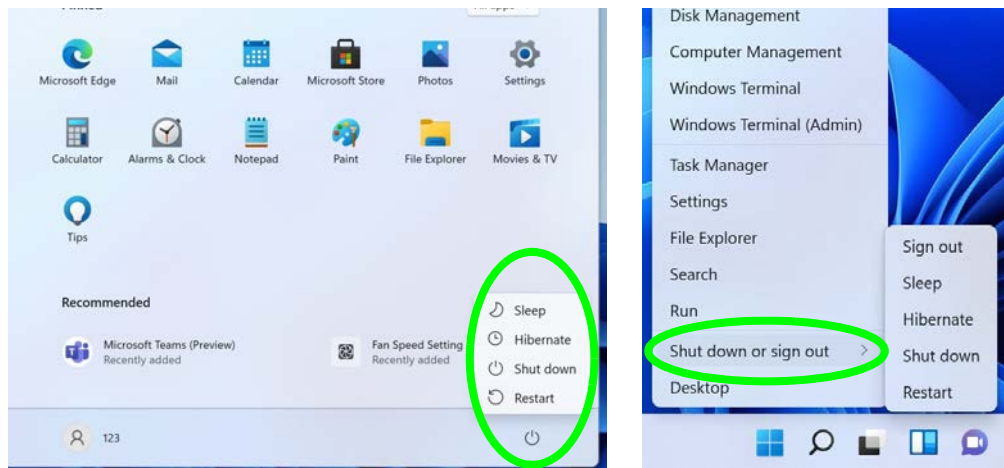 Microsoft Edge Mail Calendar Microsoft Store Photos Settings
Calculator Alarms & Clock Notepad Paint File Explorer Movies & TV
Tips
Recommended
Microsoft Teams (Preview)
Recently added
Fan Speed Setting
Recently added
Sleep
Hibernate
Shut down
Restart
123
Disk Management
Computer Management
Windows Terminal
Windows Terminal (Admin)
Task Manager
Settings
File Explorer
Search
Run
Shut down or sign out
Desktop
Sign out
Sleep
Hibernate
Shut down
Restart